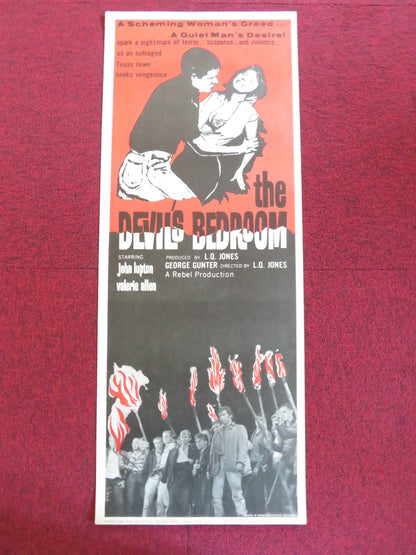 A Scheming Woman's Greed ...
A Quiet Man's Desire!
spark a nightmare of terror... suspense...and violence...
as an outraged
Texas town
seeks vengeance
the
DEVIL'S BEDROOM
STARRING
john lupton
valerie allen
PRODUCED BY L.Q. JONES
GEORGE GUNTER DIRECTED BY L.Q. JONES
A Rebel Production